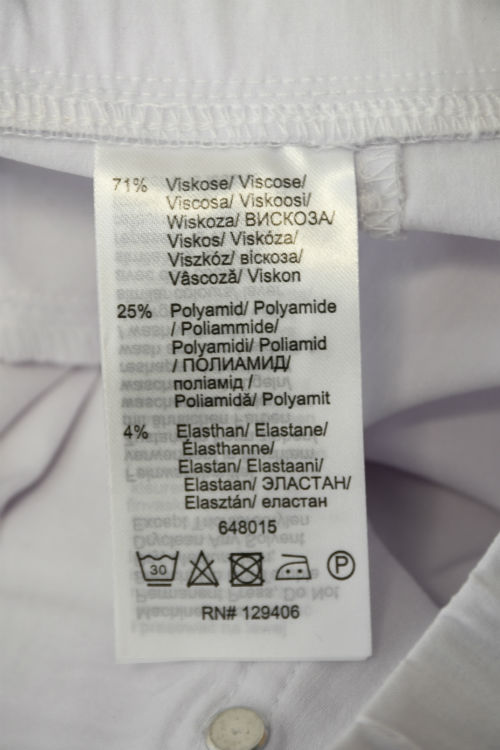 71% Viskose/ Viscose/
Viscosa/ Viskoosi/
Wiskoza/ ВИСКОЗА/
Viskos/ Viskóza/
Viszkóz/ віскоза/
Vâscoză/ Viskon
25% Polyamid/ Polyamide
/ Poliammide/
Polyamidi/ Poliamid
/ ПОЛИАМИД/
поліамід /
Poliamidă/ Polyamit
4% Elasthan/ Elastane/
Élasthanne/
Elastan/ Elastaani/
Elastaan/ ЭЛАСТАН/
Elasztán/ еластан
648015
30
P
RN# 129406